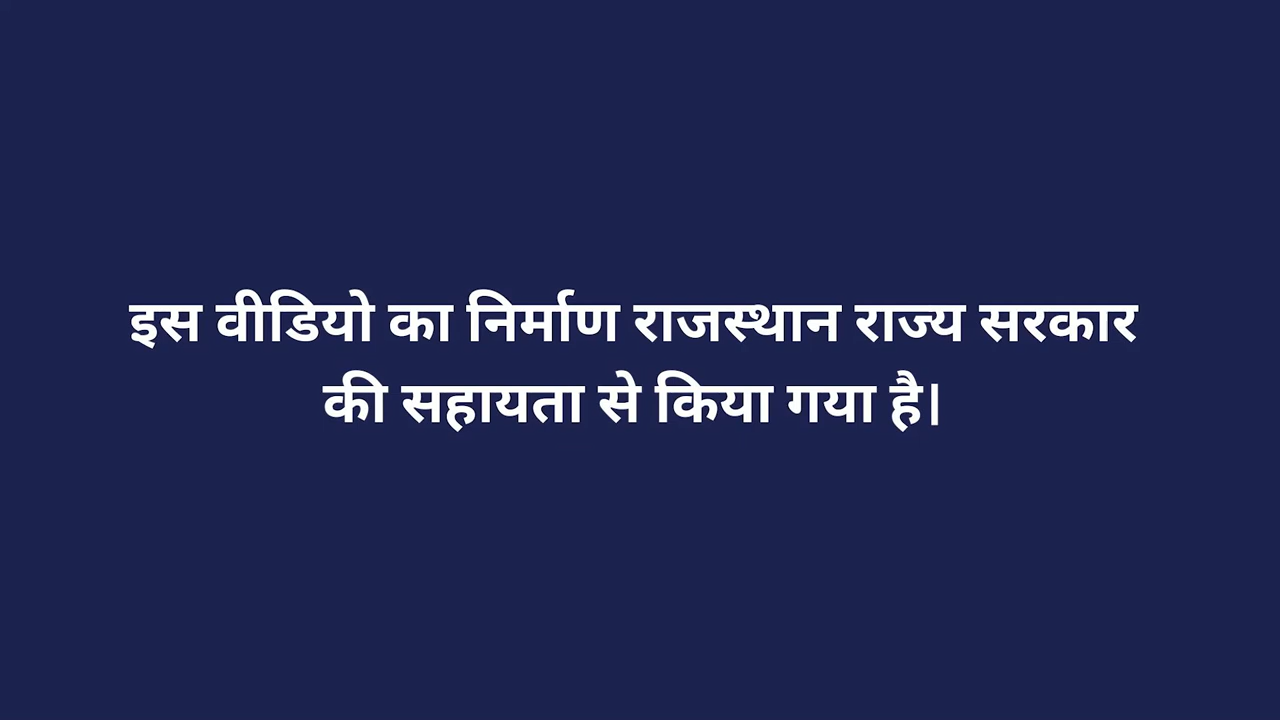 इस वीडियो का निर्माण राजस्थान राज्य सरकार
की सहायता से किया गया है।